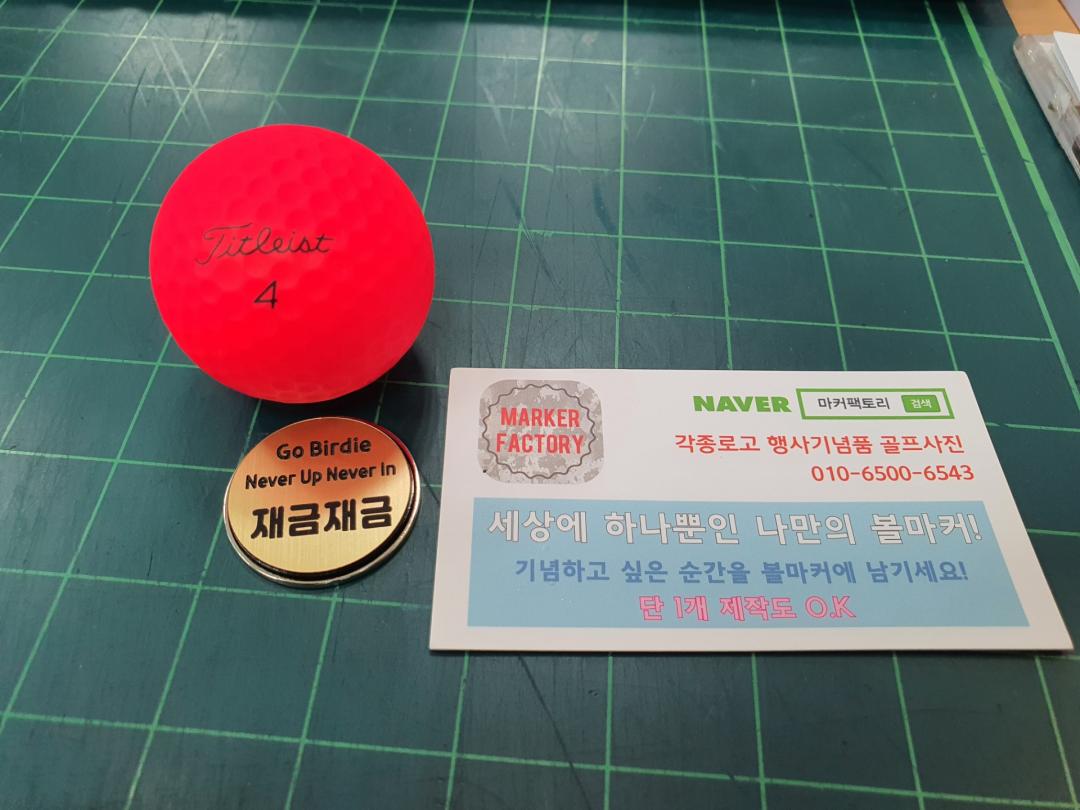 Titleist
4
Go Birdie
Never Up Never In
재금재금
MARKER
FACTORY
NAVER 마커팩토리 검색
각종로고 행사기념품 골프사진
010-6500-6543
세상에 하나뿐인 나만의 볼마커!
기념하고 싶은 순간을 볼마커에 남기세요!
단 1개 제작도 O.K